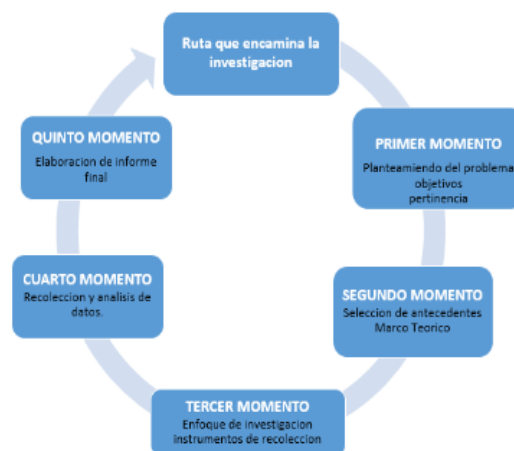 Ruta que encamina la
investigacion
PRIMER MOMENTO
Planteamiendo del problema
objetivos
pertinencia
SEGUNDO MOMENTO
Seleccion de antecedentes
Marco Teorico
TERCER MOMENTO
Enfoque de investigacion
instrumentos de recoleccion
CUARTO MOMENTO
Recoleccion y analisis de
datos.
QUINTO MOMENTO
Elaboracion de informe
final